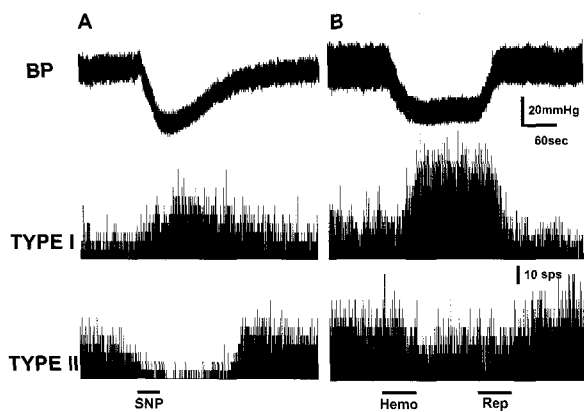 A
B
BP
20mmHg
60sec
TYPE I
10 sps
TYPE II
SNP
Hemo
Rep